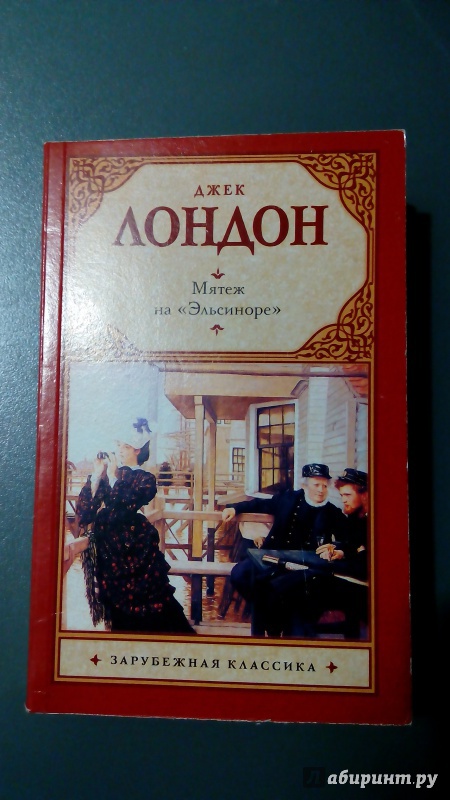 ДЖЕК
ЛОНДОН
Мятеж
на «Эльсиноре»
ЗАРУБЕЖНАЯ КЛАССИКА
Лабиринт.ру